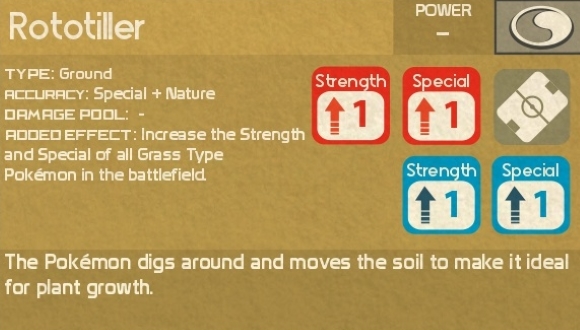 Rototiller
POWER
–
TYPE: Ground
ACCURACY: Special + Nature
DAMAGE POOL: -
ADDED EFFECT: Increase the Strength
and Special of all Grass Type
Pokémon in the battlefield.
Strength
1
Special
1
Strength
1
Special
1
The Pokémon digs around and moves the soil to make it ideal
for plant growth.